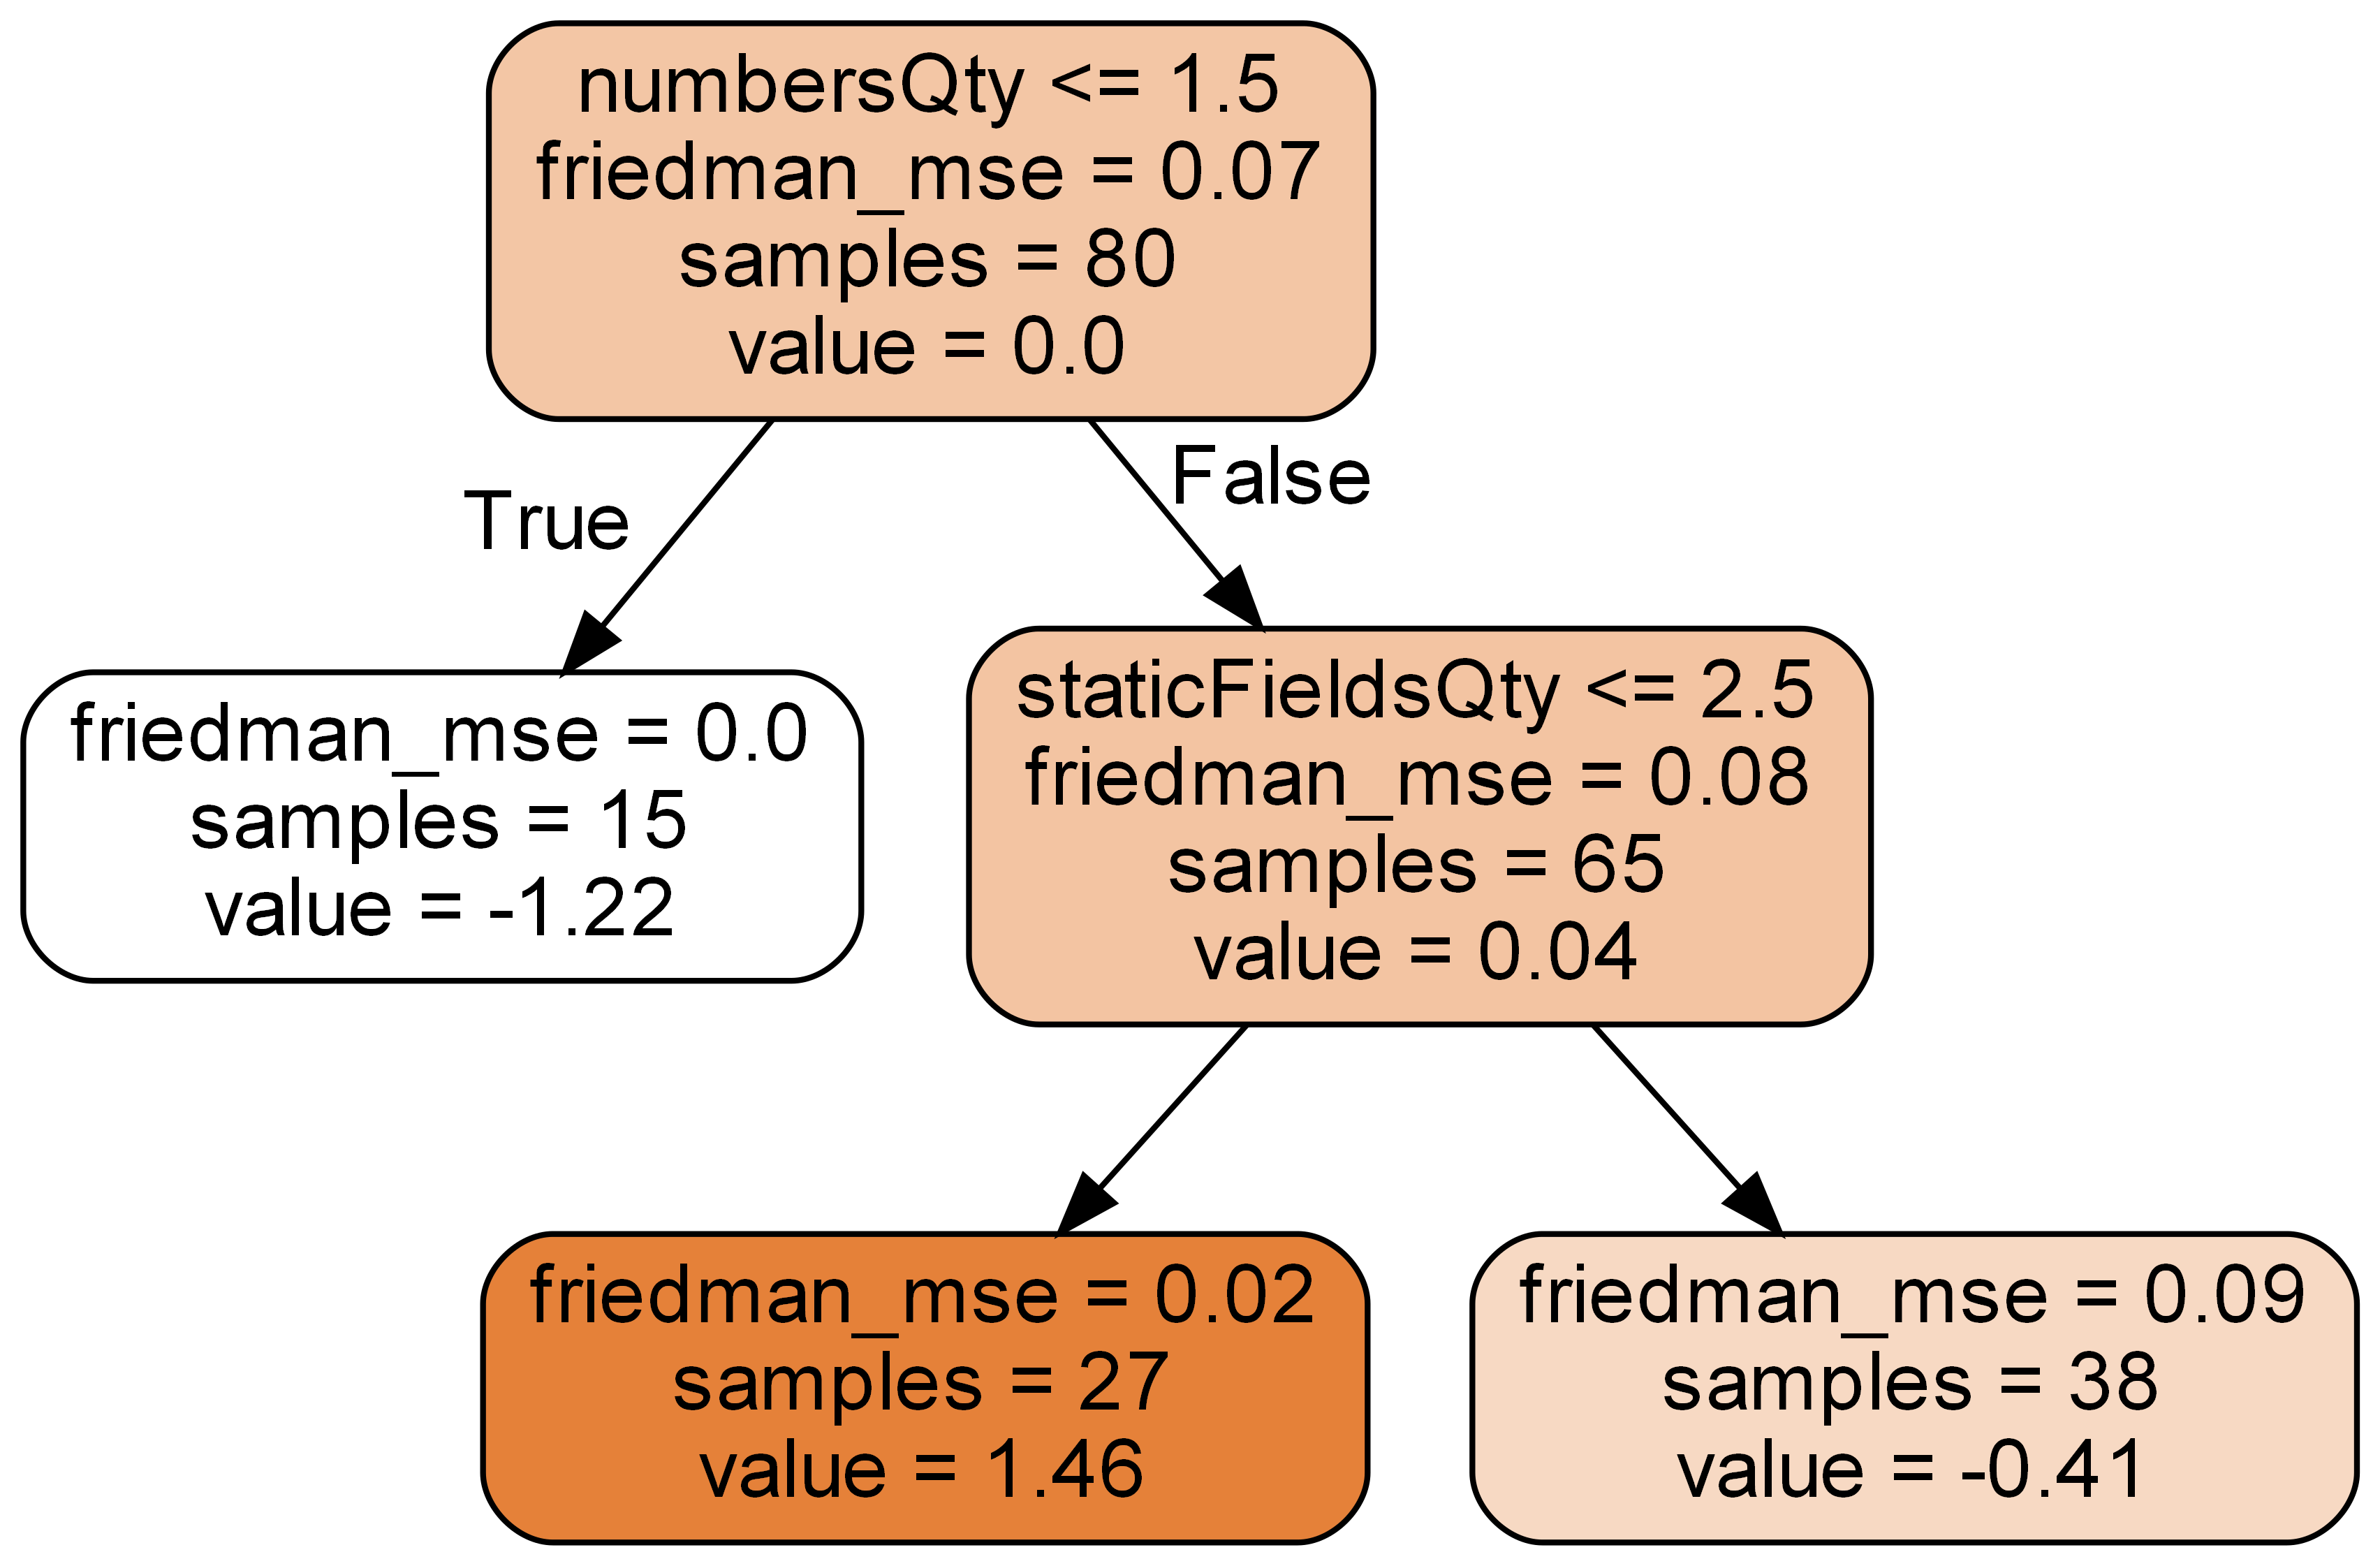 numbersQty <= 1.5
friedman_mse = 0.07
samples = 80
value = 0.0
True
False
friedman_mse = 0.0
samples = 15
value = -1.22
staticFieldsQty <= 2.5
friedman_mse = 0.08
samples = 65
value = 0.04
friedman_mse = 0.02
samples = 27
value = 1.46
friedman_mse = 0.09
samples = 38
value = -0.41